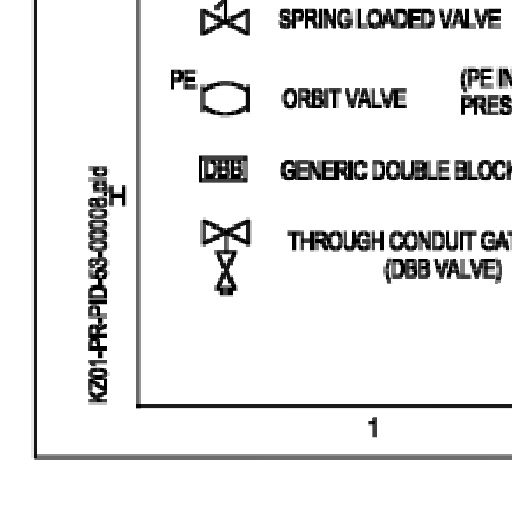 SPRING LOADED VALVE
PE
ORBIT VALVE
(PE IN
PRES
DBB
GENERIC DOUBLE BLOCK
THROUGH CONDUIT GAT
(DBB VALVE)
KZ01-PR-PID-53-00008.pid
H
1